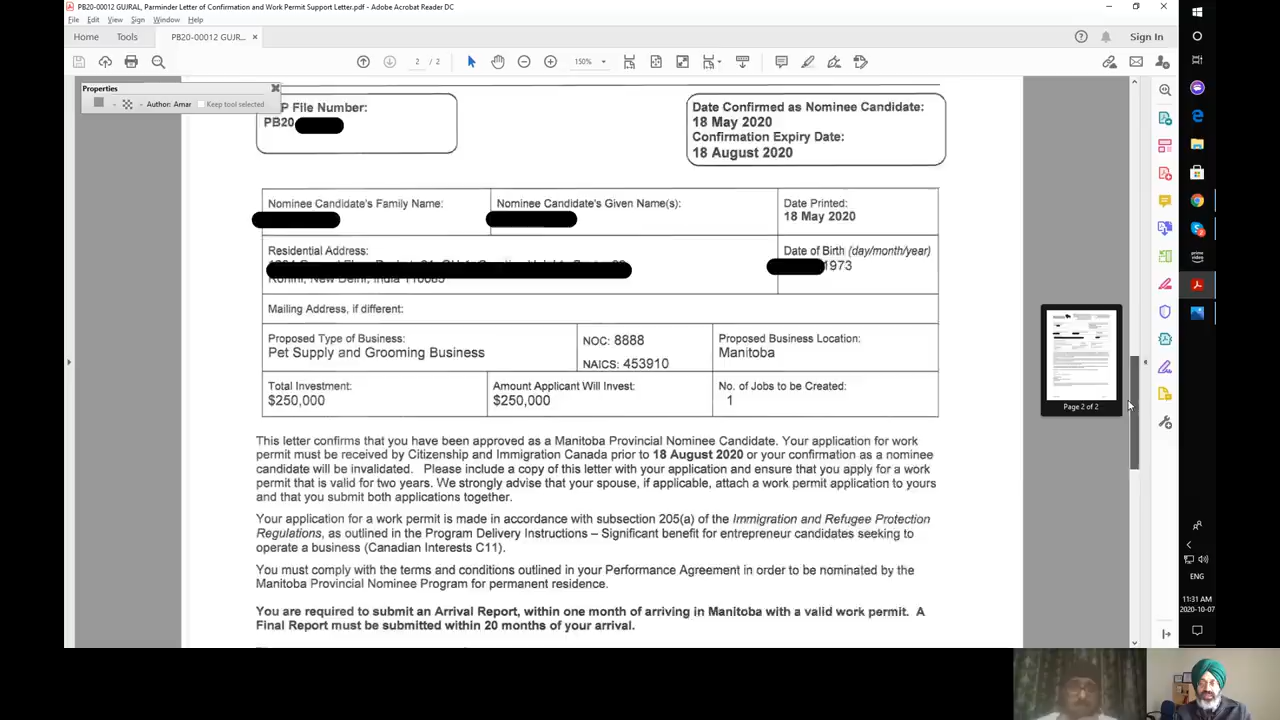 PB20-00012 GUJRAL, Parminder Letter of Confirmation and Work Permit Support Letter.pdf - Adobe Acrobat Reader DC
File Edit View Sign Window Help
Home Tools PB20-00012 GUJR... × Sign In
2 / 2 150%
Properties
Author: Amar Keep tool selected
P File Number:
PB20
Date Confirmed as Nominee Candidate:
18 May 2020
Confirmation Expiry Date:
18 August 2020
Nominee Candidate's Family Name: Nominee Candidate's Given Name(s): Date Printed:
18 May 2020
Residential Address: Date of Birth (day/month/year)
1973
Rohini, New Delhi, India 110085
Mailing Address, if different:
Proposed Type of Business: NOC: 8888 Proposed Business Location:
Pet Supply and Grooming Business NAICS: 453910 Manitoba
Total Investment: Amount Applicant Will Invest: No. of Jobs to be Created:
$250,000 $250,000 1
This letter confirms that you have been approved as a Manitoba Provincial Nominee Candidate. Your application for work
permit must be received by Citizenship and Immigration Canada prior to 18 August 2020 or your confirmation as a nominee
candidate will be invalidated. Please include a copy of this letter with your application and ensure that you apply for a work
permit that is valid for two years. We strongly advise that your spouse, if applicable, attach a work permit application to yours
and that you submit both applications together.
Your application for a work permit is made in accordance with subsection 205(a) of the Immigration and Refugee Protection
Regulations, as outlined in the Program Delivery Instructions – Significant benefit for entrepreneur candidates seeking to
operate a business (Canadian Interests C11).
You must comply with the terms and conditions outlined in your Performance Agreement in order to be nominated by the
Manitoba Provincial Nominee Program for permanent residence.
You are required to submit an Arrival Report, within one month of arriving in Manitoba with a valid work permit. A
Final Report must be submitted within 20 months of your arrival.
Page 2 of 2
prime video
ENG
11:31 AM
2020-10-07